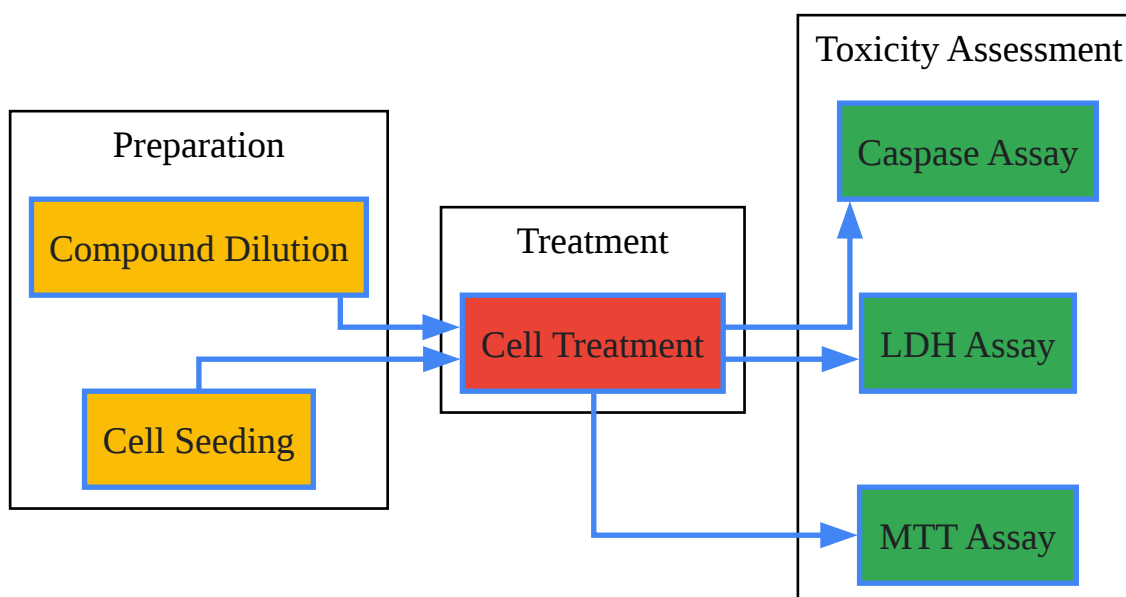 Preparation
Compound Dilution
Cell Seeding
Treatment
Cell Treatment
Toxicity Assessment
Caspase Assay
LDH Assay
MTT Assay